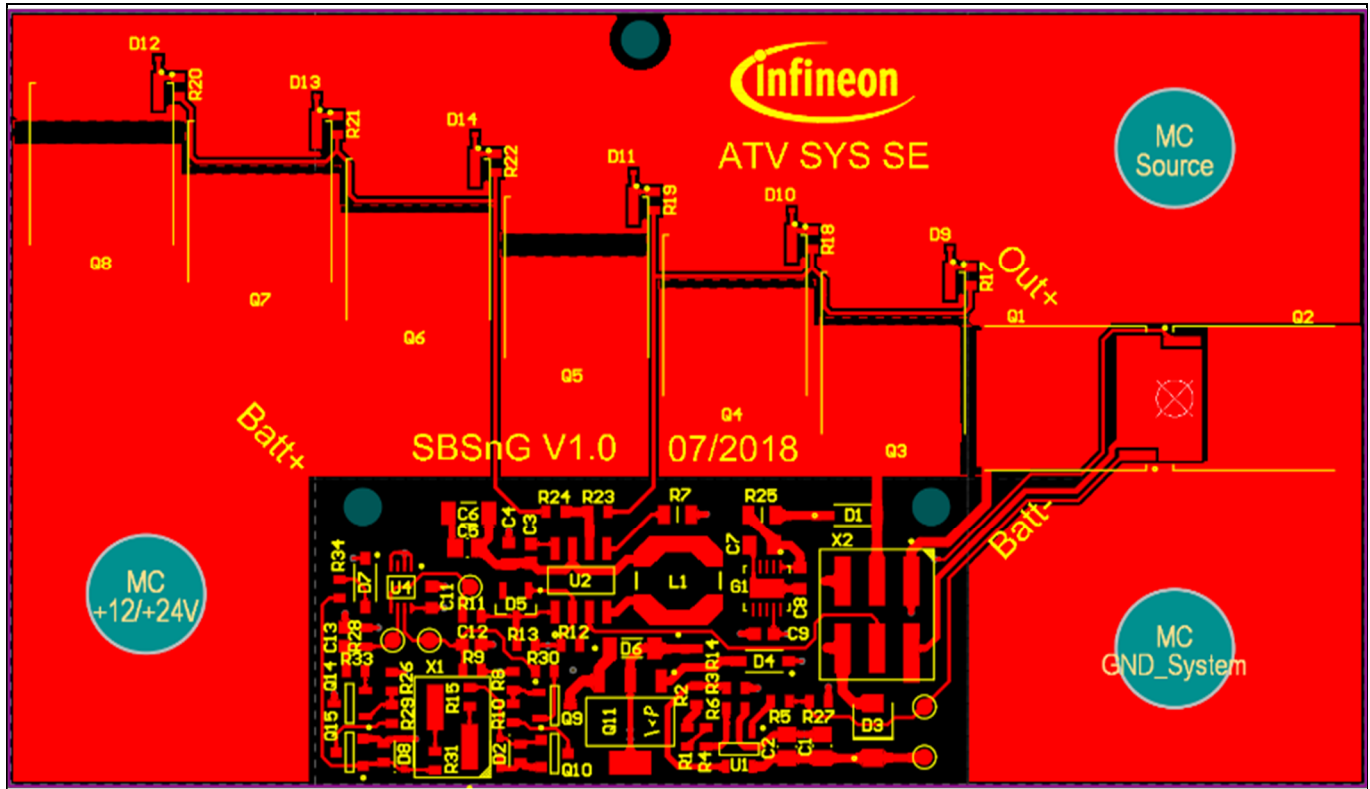 D12
R20
D13
R21
D14
R22
D11
R19
D10
R18
D9
R17
infineon
ATV SYS SE
MC
Source
Out+
Q8
Q7
Q6
Q5
Q4
Q3
Q1
Q2
Batt+
SBSnG V1.0 07/2018
Batt-
MC
+12/+24V
MC
GND_System
C6
C5
C4
C3
R24
R23
R7
R25
D1
X2
R34
D7
U4
C11
R11
D5
U2
L1
C7
G1
C8
C9
C13
R28
C12
R13
R12
D6
R14
D4
R33
X1
R9
R30
Q14
R26
R29
R15
R8
R10
Q9
Q11
R2
R3
R6
R5
R27
D3
Q15
D8
R31
D2
Q10
R1
R4
U1
C2
C1